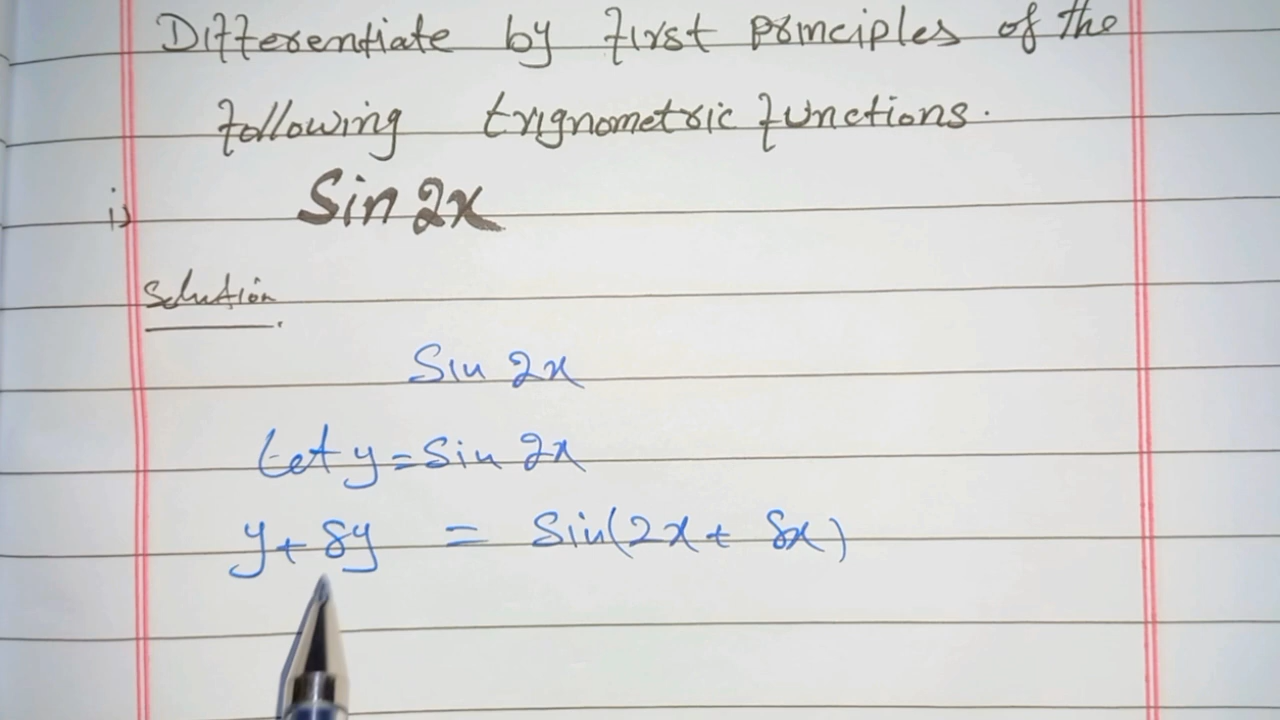 Differentiate by first principles of the
following trignometric functions.
i) Sin 2x
Solution.
Sin 2x
Let y = Sin 2x
y + δy = Sin(2x + δx)